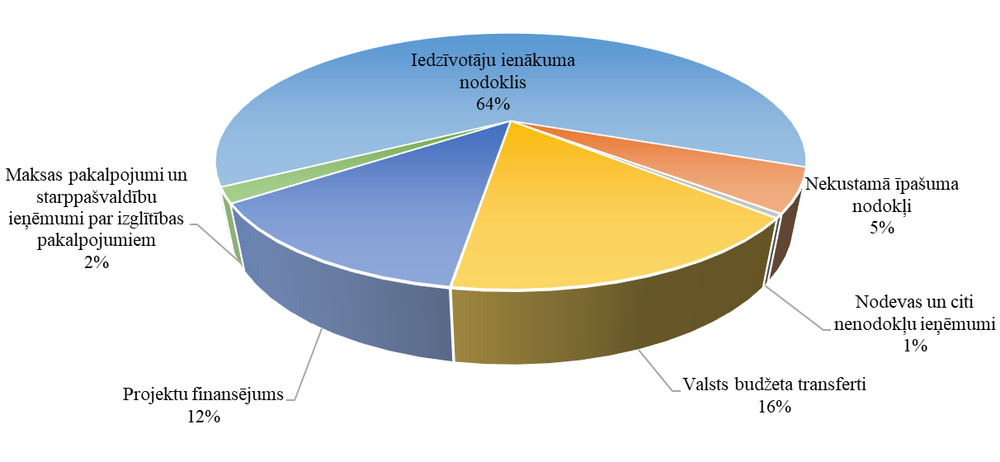 Iedzīvotāju ienākuma
nodoklis
64%
Maksas pakalpojumi un
starppašvaldību
ieņēmumi par izglītības
pakalpojumiem
2%
Nekustamā īpašuma
nodokļi
5%
Nodevas un citi
nenodokļu ieņēmumi
1%
Valsts budžeta transferti
16%
Projektu finansējums
12%